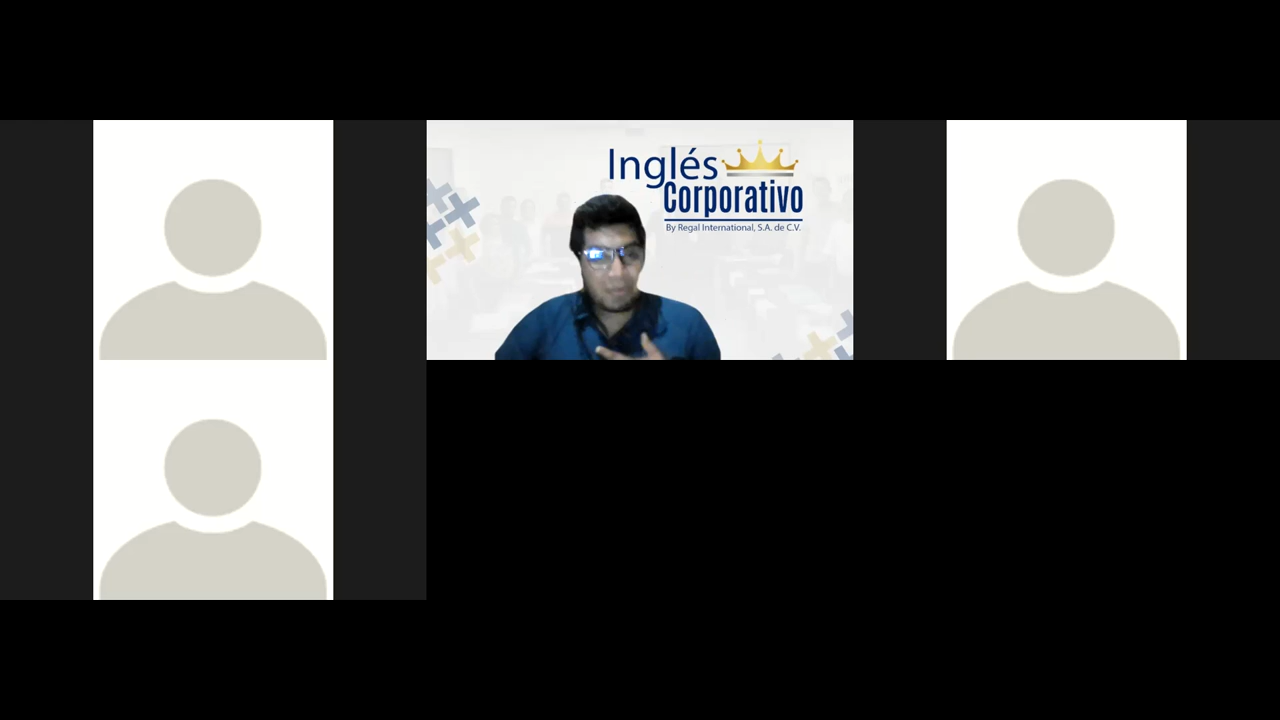 Inglés
Corporativo
By Regal International, S.A. de C.V.